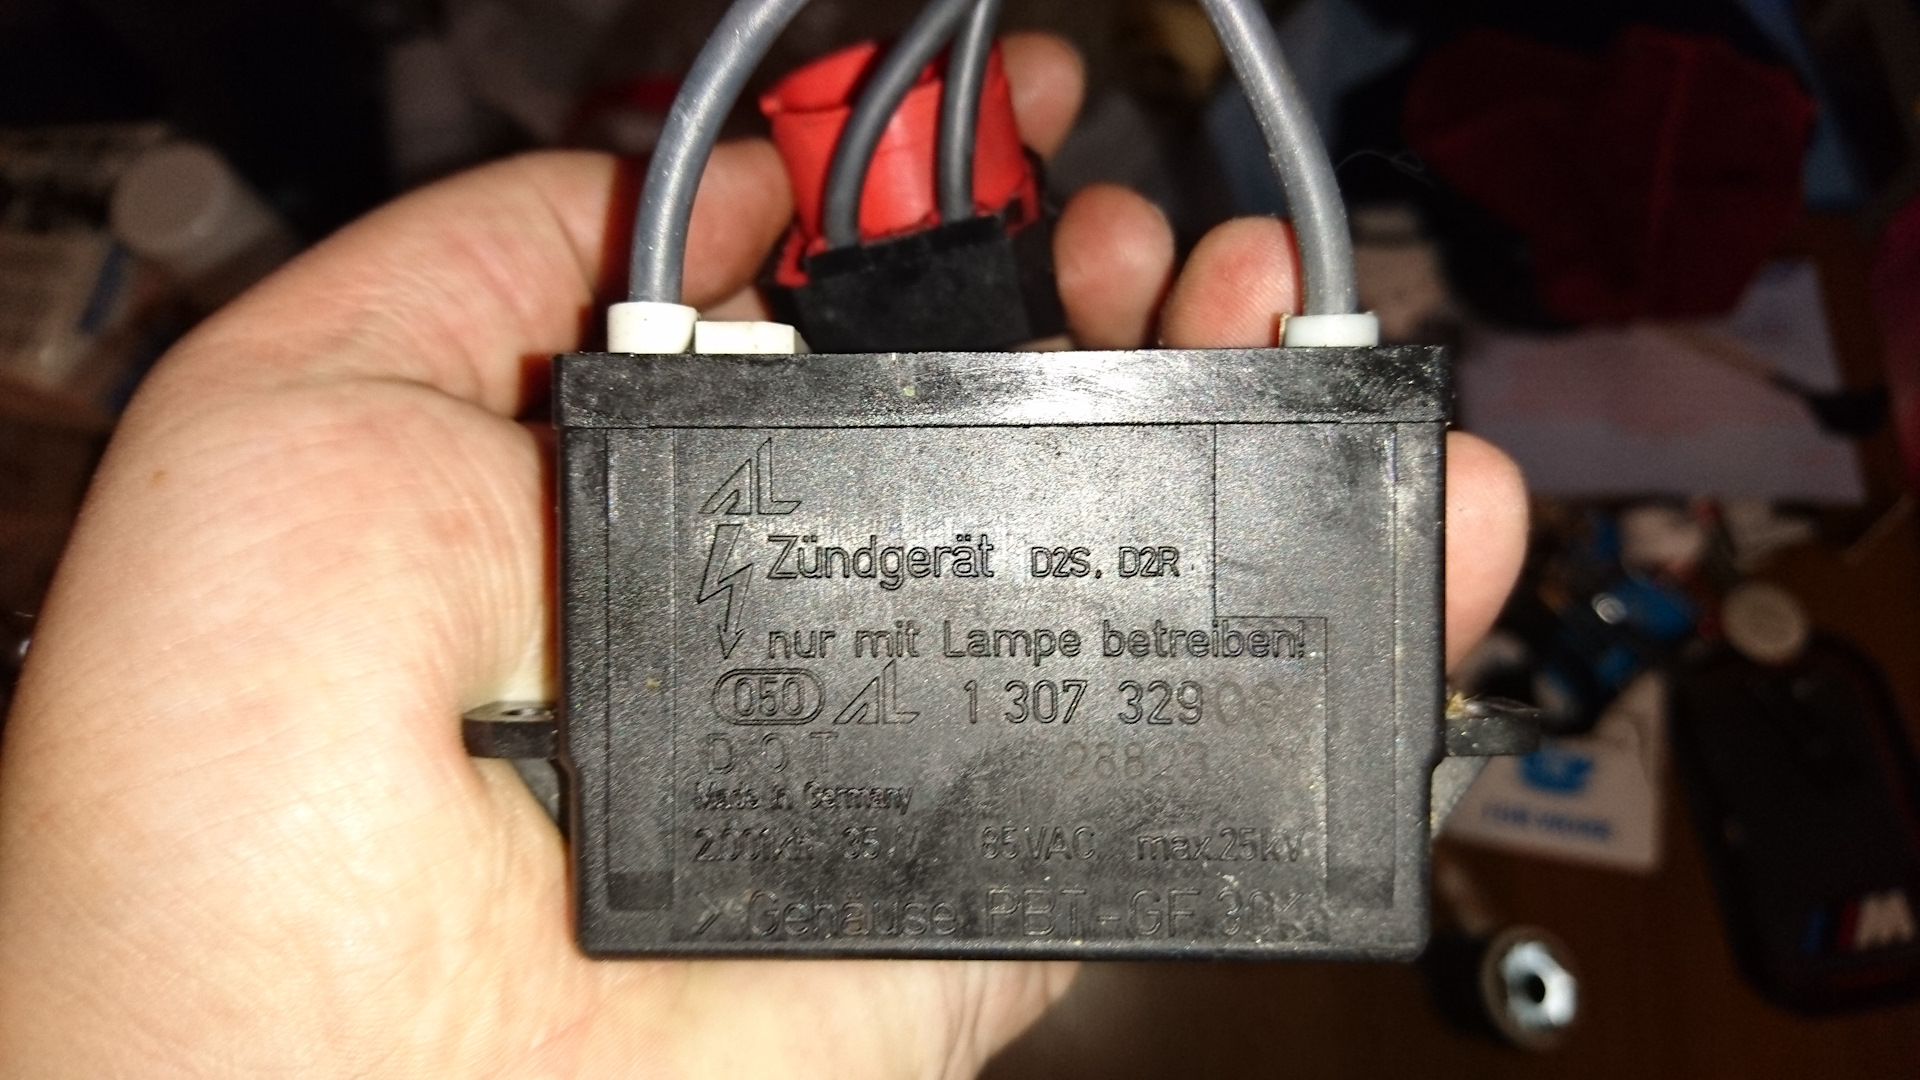 AL
Zündgerät D2S, D2R
nur mit Lampe betreiben!
050 AL 1 307 329
DOT
Made in Germany
85VAC max.25kV
Gehäuse PBT-GF 30
M